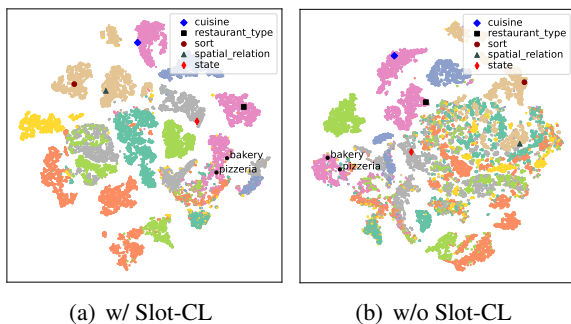 cuisine
restaurant_type
sort
spatial_relation
state
bakery
pizzeria
(a) w/ Slot-CL
cuisine
restaurant_type
sort
spatial_relation
state
bakery
pizzeria
(b) w/o Slot-CL